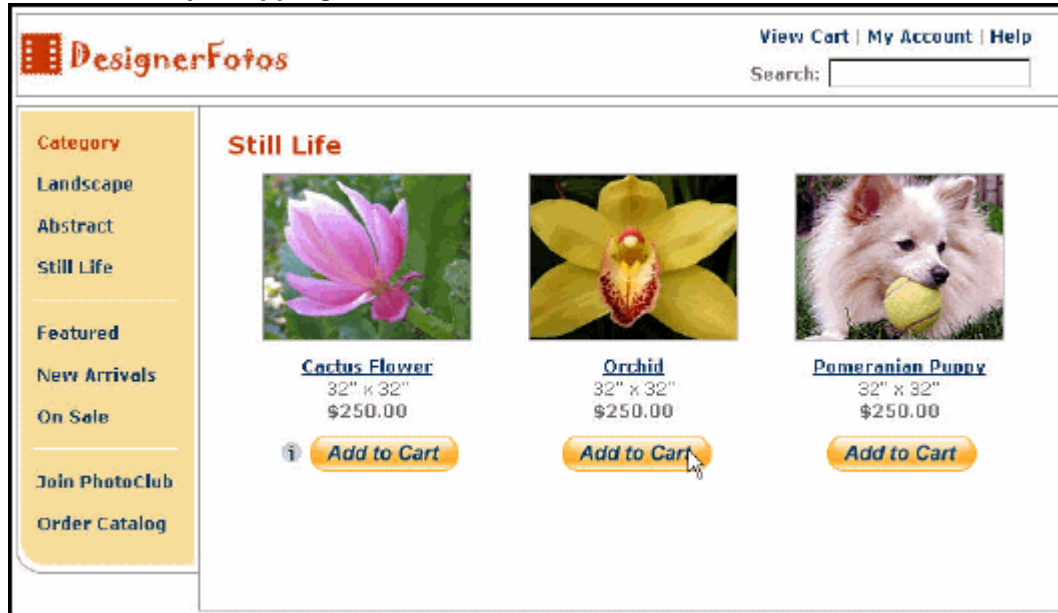 DesignerFotos
View Cart | My Account | Help
Search:
Category
Landscape
Abstract
Still Life
Featured
New Arrivals
On Sale
Join PhotoClub
Order Catalog
Still Life
Cactus Flower
32" x 32"
$250.00
i Add to Cart
Orchid
32" x 32"
$250.00
Add to Cart
Pomeranian Puppy
32" x 32"
$250.00
Add to Cart